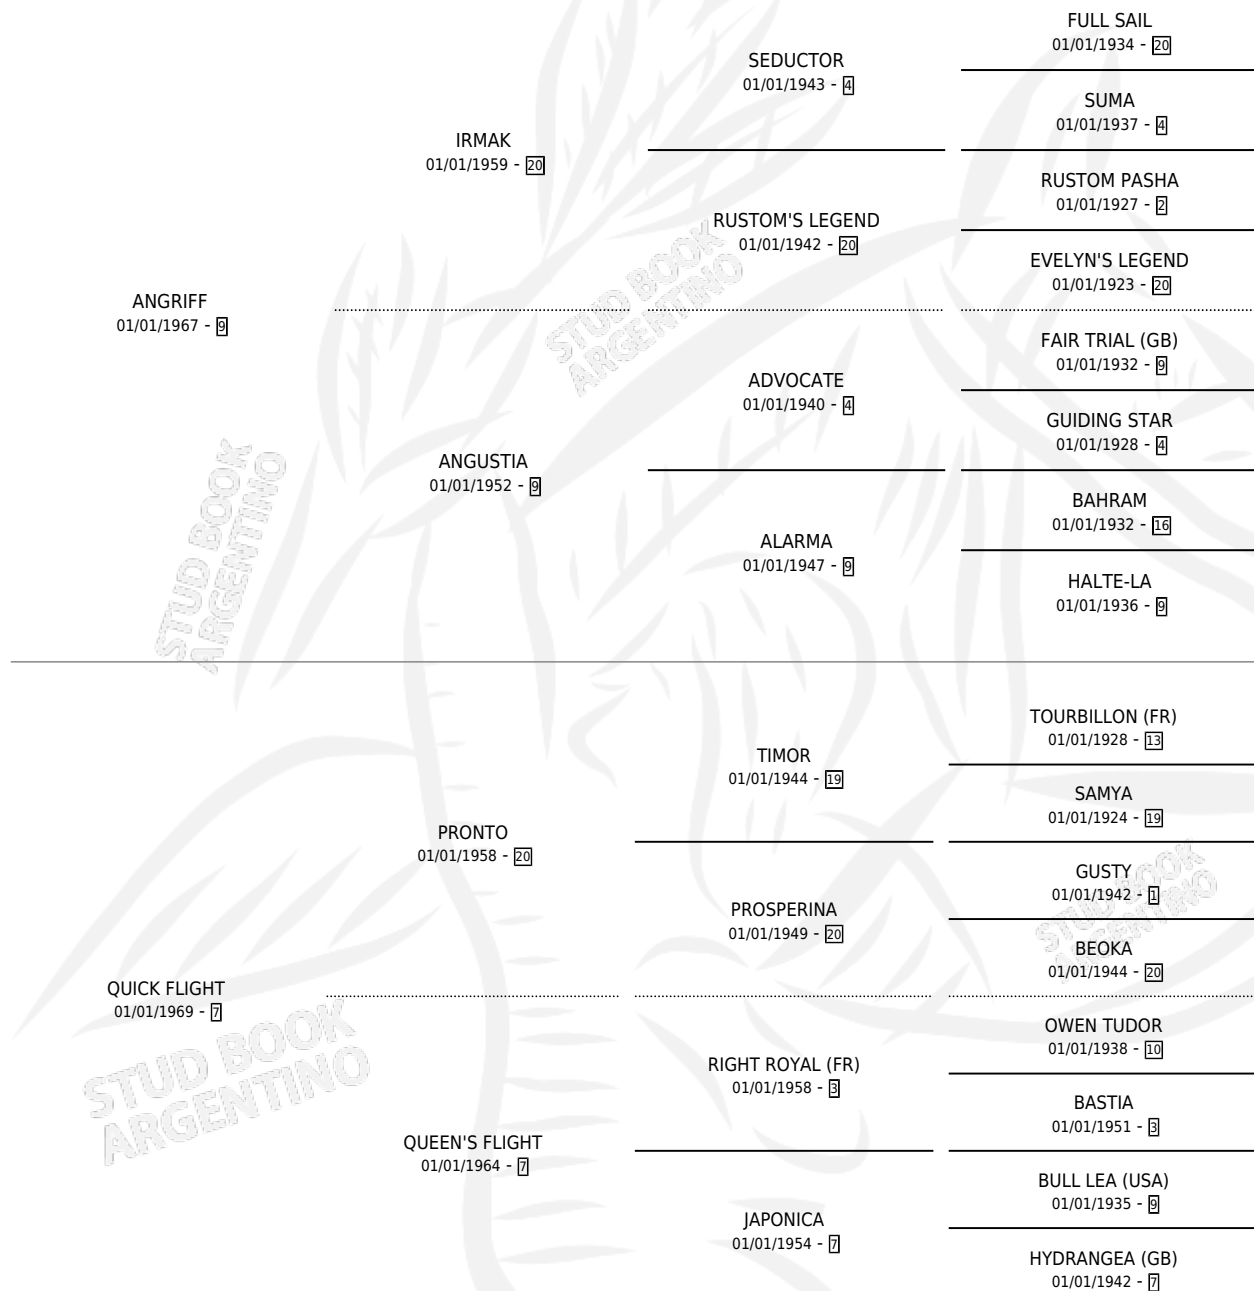 FULL SAIL
01/01/1934 - 20
SEDUCTOR
01/01/1943 - 4
SUMA
01/01/1937 - 4
IRMAK
01/01/1959 - 20
RUSTOM PASHA
01/01/1927 - 2
RUSTOM'S LEGEND
01/01/1942 - 20
EVELYN'S LEGEND
01/01/1923 - 20
ANGRIFF
01/01/1967 - 9
FAIR TRIAL (GB)
01/01/1932 - 9
ADVOCATE
01/01/1940 - 4
GUIDING STAR
01/01/1928 - 4
ANGUSTIA
01/01/1952 - 9
BAHRAM
01/01/1932 - 16
ALARMA
01/01/1947 - 9
HALTE-LA
01/01/1936 - 9
TOURBILLON (FR)
01/01/1928 - 13
TIMOR
01/01/1944 - 19
SAMYA
01/01/1924 - 19
PRONTO
01/01/1958 - 20
GUSTY
01/01/1942 - 1
PROSPERINA
01/01/1949 - 20
BEOKA
01/01/1944 - 20
QUICK FLIGHT
01/01/1969 - 7
OWEN TUDOR
01/01/1938 - 10
RIGHT ROYAL (FR)
01/01/1958 - 3
BASTIA
01/01/1951 - 3
QUEEN'S FLIGHT
01/01/1964 - 7
BULL LEA (USA)
01/01/1935 - 9
JAPONICA
01/01/1954 - 7
HYDRANGEA (GB)
01/01/1942 - 7
STUD BOOK
ARGENTINO
STUD BOOK
ARGENTINO
STUD BOOK
ARGENTINO
STUD BOOK
ARGENTINO